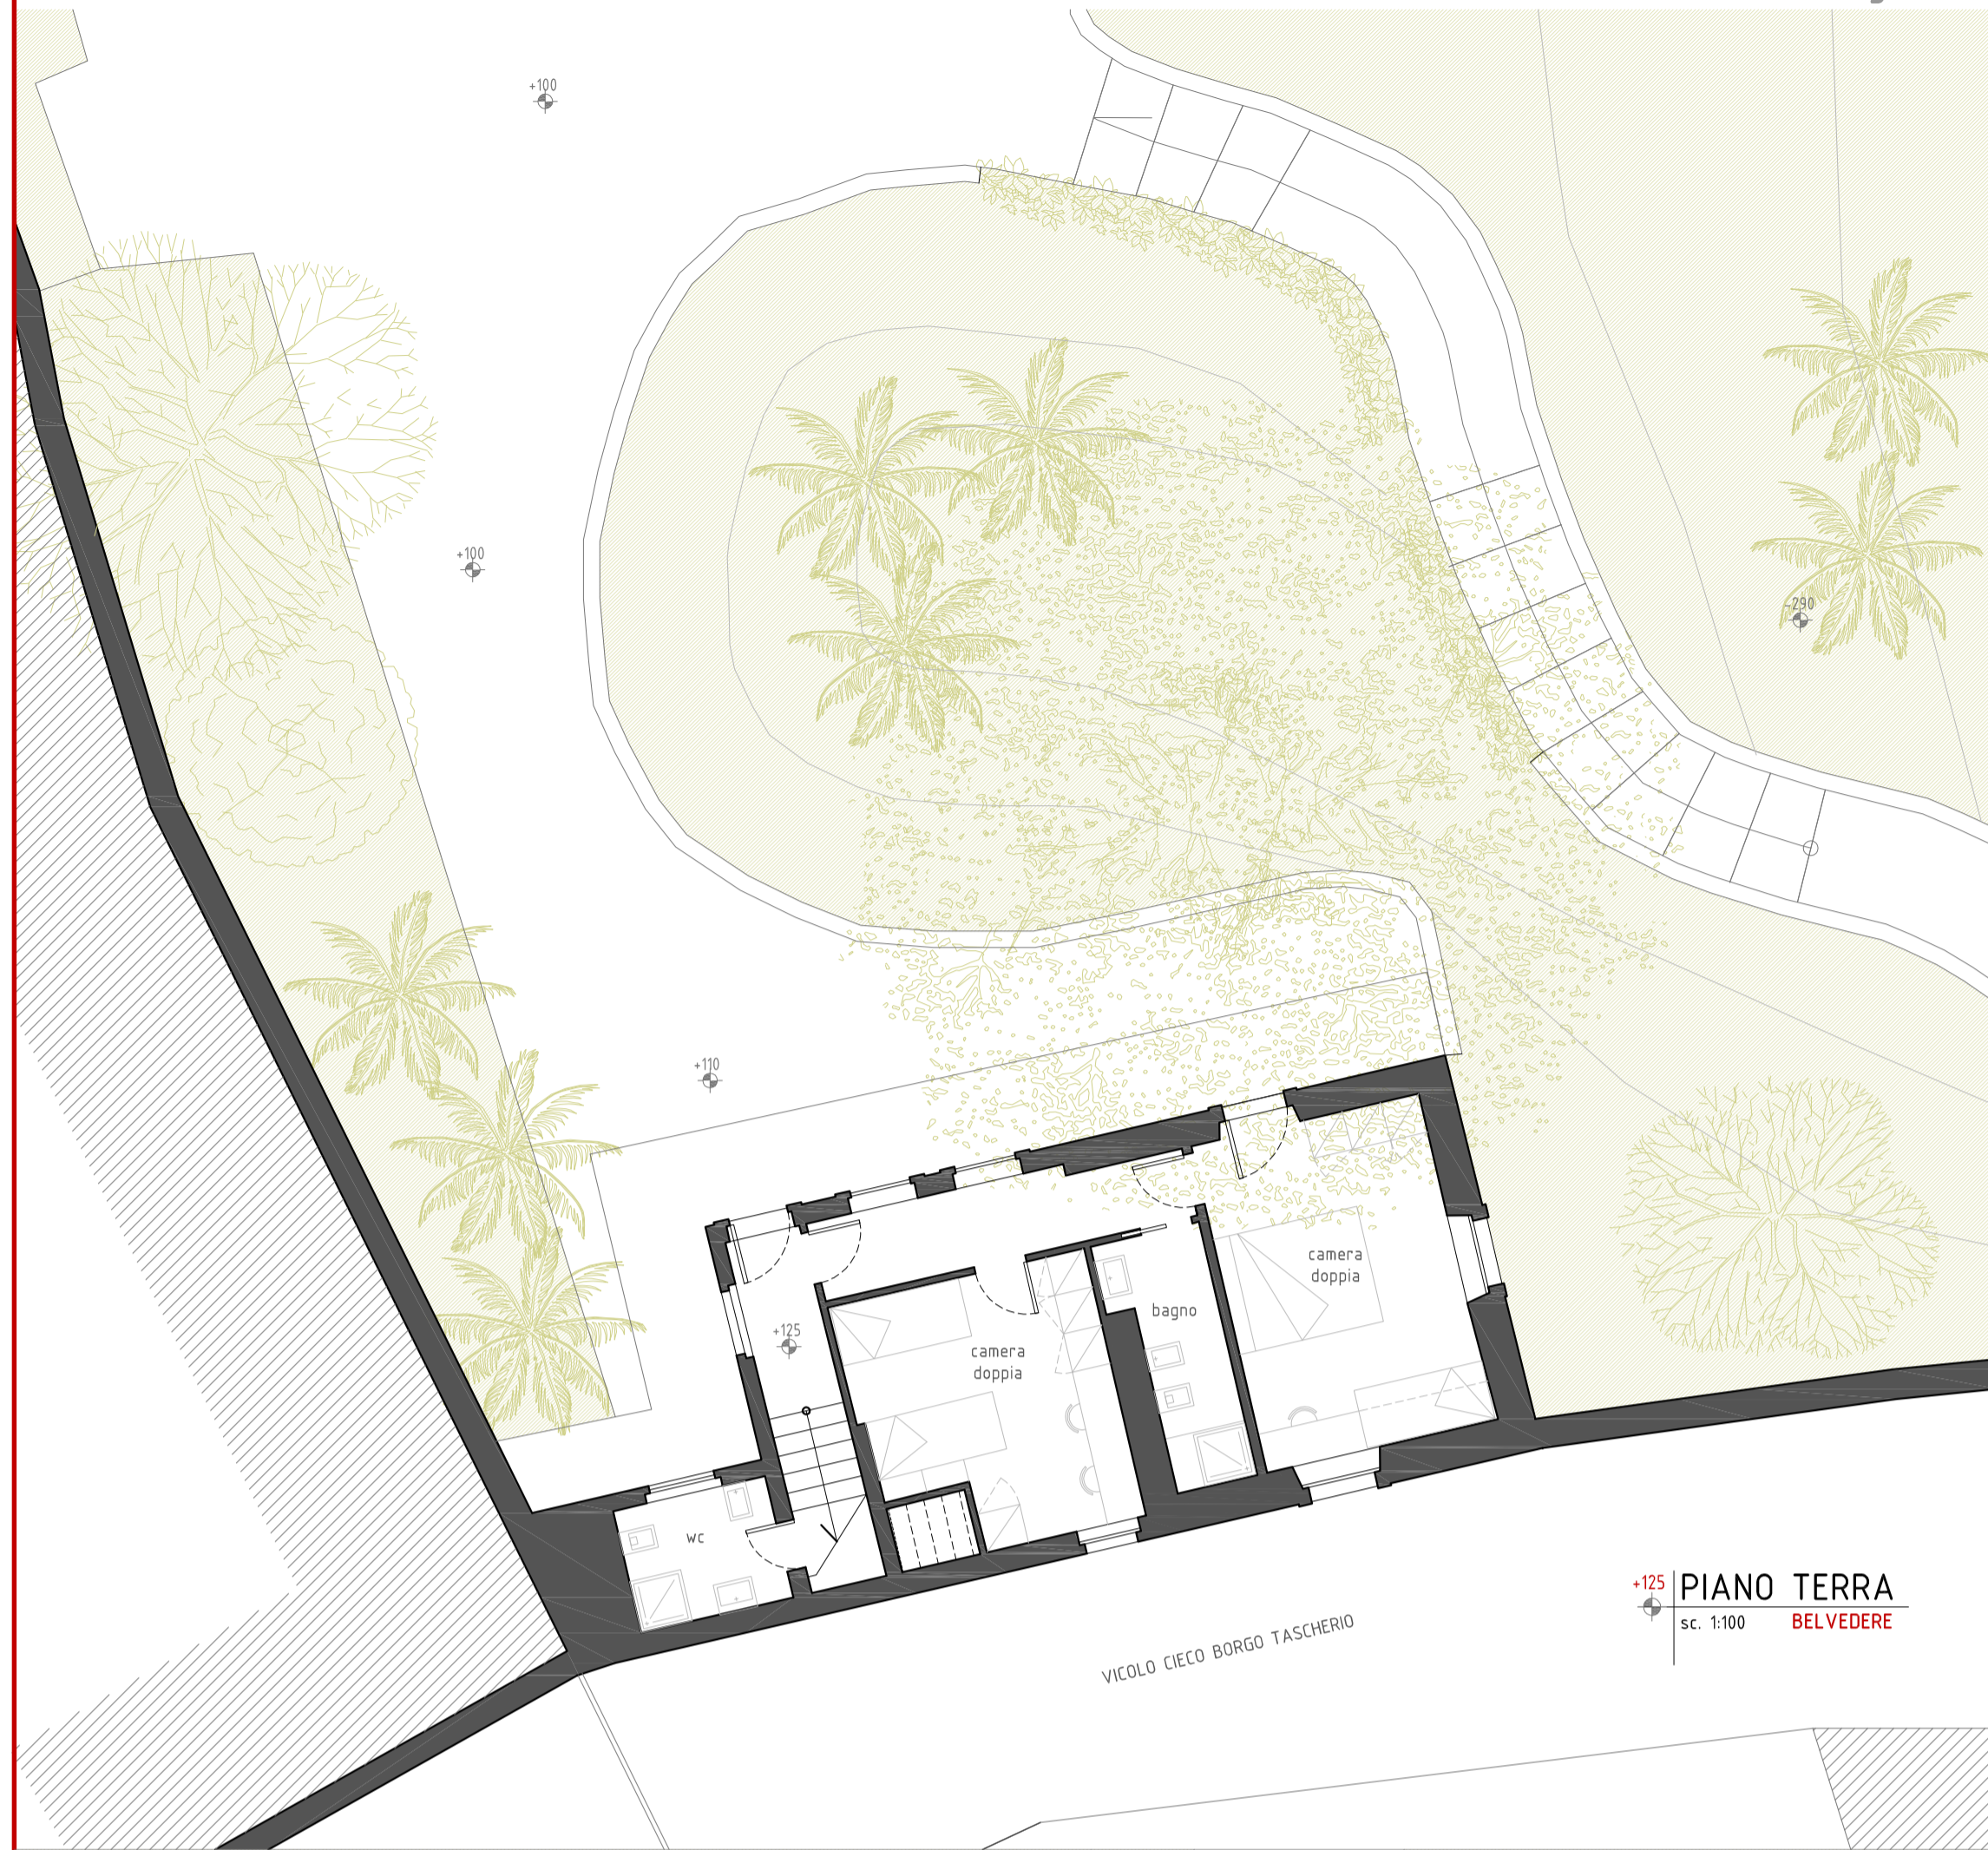 +100
+100
-290
+110
+125
camera
doppia
bagno
camera
doppia
wc
+125 PIANO TERRA
sc. 1:100 BELVEDERE
VICOLO CIECO BORGO TASCHERIO